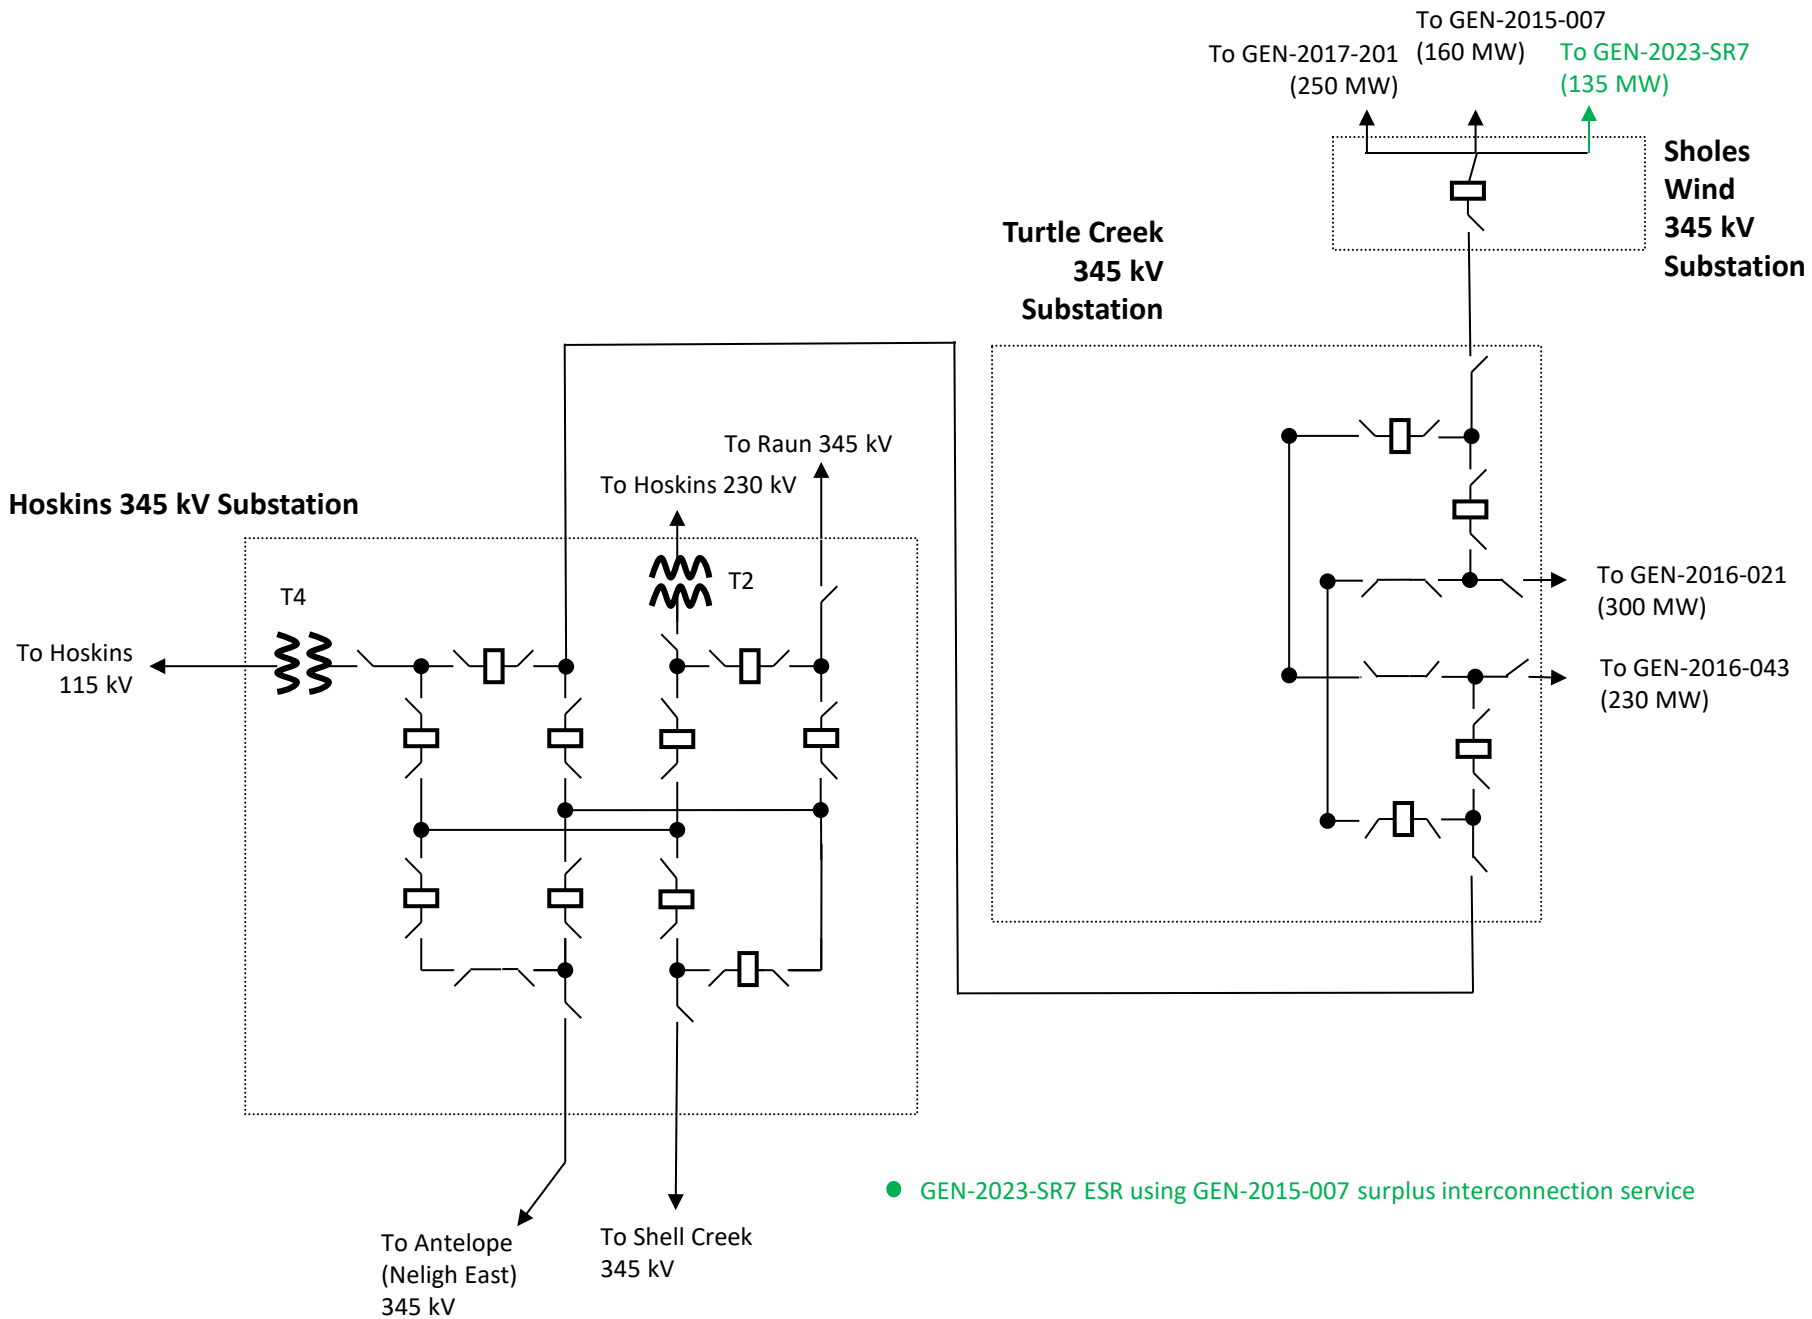 To GEN-2015-007
(160 MW)
To GEN-2017-201
(250 MW)
To GEN-2023-SR7
(135 MW)
Sholes
Wind
345 kV
Substation
Turtle Creek
345 kV
Substation
To Raun 345 kV
To Hoskins 230 kV
Hoskins 345 kV Substation
T2
T4
To GEN-2016-021
(300 MW)
To Hoskins
115 kV
To GEN-2016-043
(230 MW)
GEN-2023-SR7 ESR using GEN-2015-007 surplus interconnection service
To Antelope
(Neligh East)
345 kV
To Shell Creek
345 kV